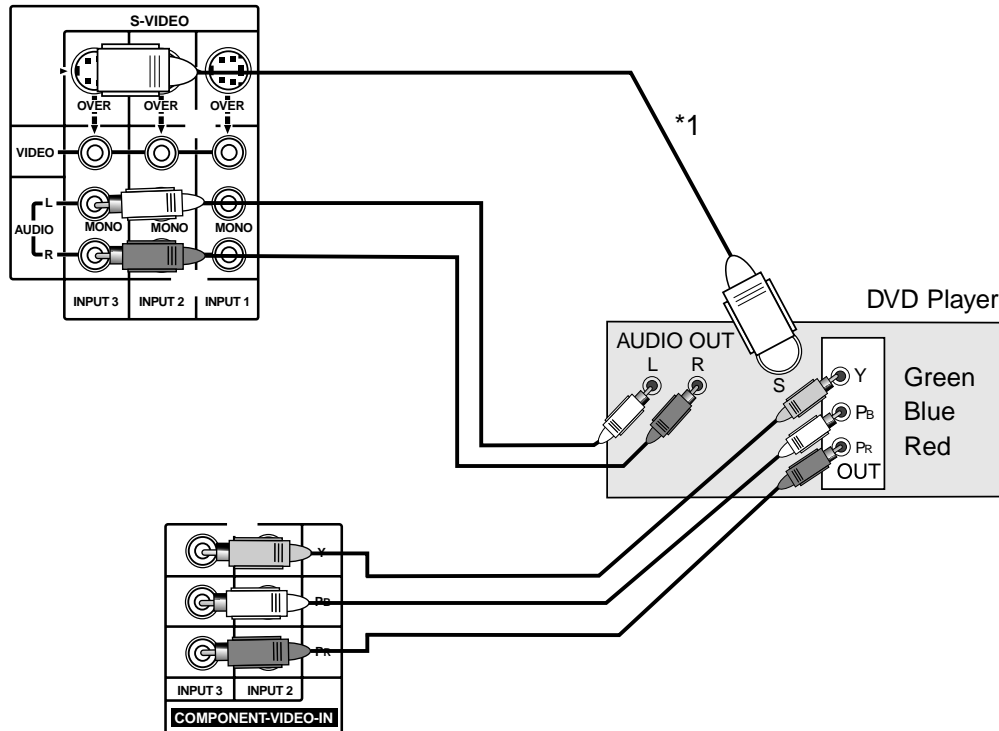 S-VIDEO
OVER OVER OVER
VIDEO
L
AUDIO
MONO MONO MONO
R
INPUT 3 INPUT 2 INPUT 1
*1
DVD Player
AUDIO OUT
L R
S
Y Green
PB Blue
PR Red
OUT
Y
PB
PR
INPUT 3 INPUT 2
COMPONENT-VIDEO-IN